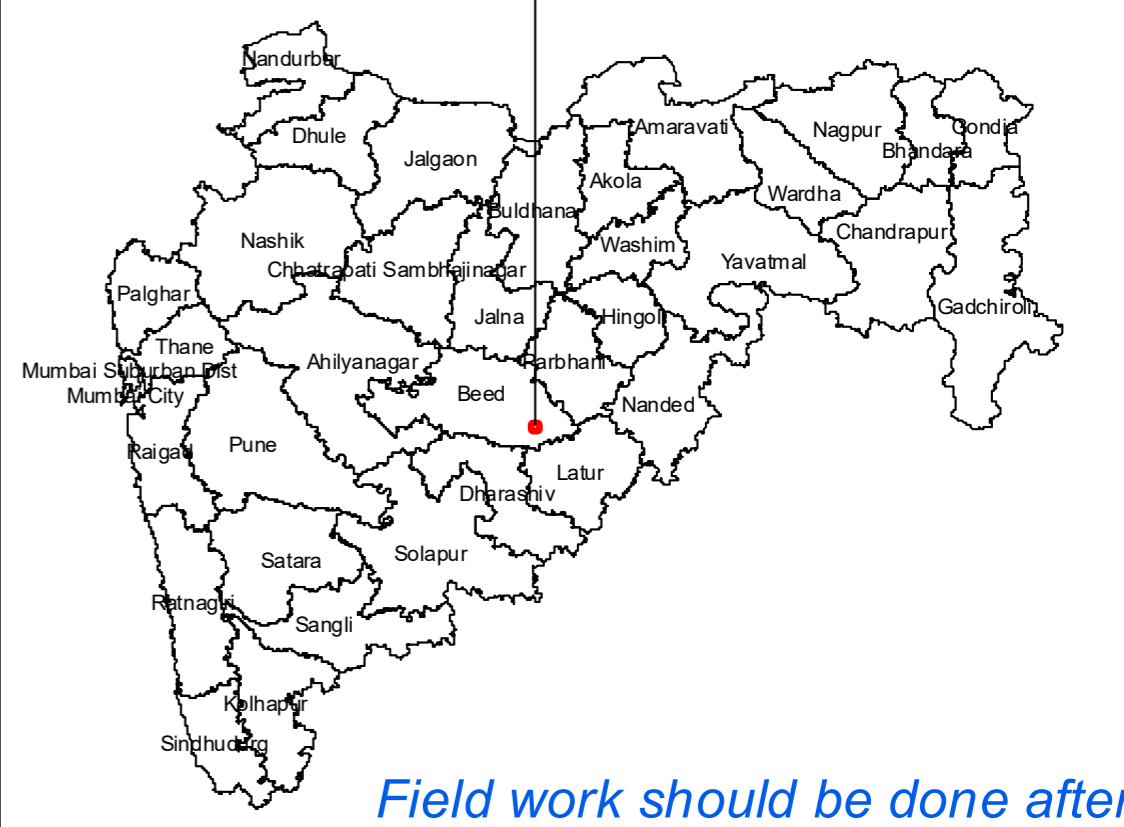 Nandurbar
Dhule
Jalgaon
Amaravati
Nagpur
Gondia
Bhandara
Akola
Wardha
Buldhana
Nashik
Washim
Chandrapur
Chhatrapati Sambhajinagar
Yavatmal
Palghar
Gadchiroli
Jalna
Hingoli
Thane
Ahilyanagar
Parbhani
Mumbai Suburban Dist
Mumbai City
Beed
Nanded
Raigad
Pune
Latur
Dharashiv
Solapur
Satara
Ratnagiri
Sangli
Kolhapur
Sindhudurg
Field work should be done after